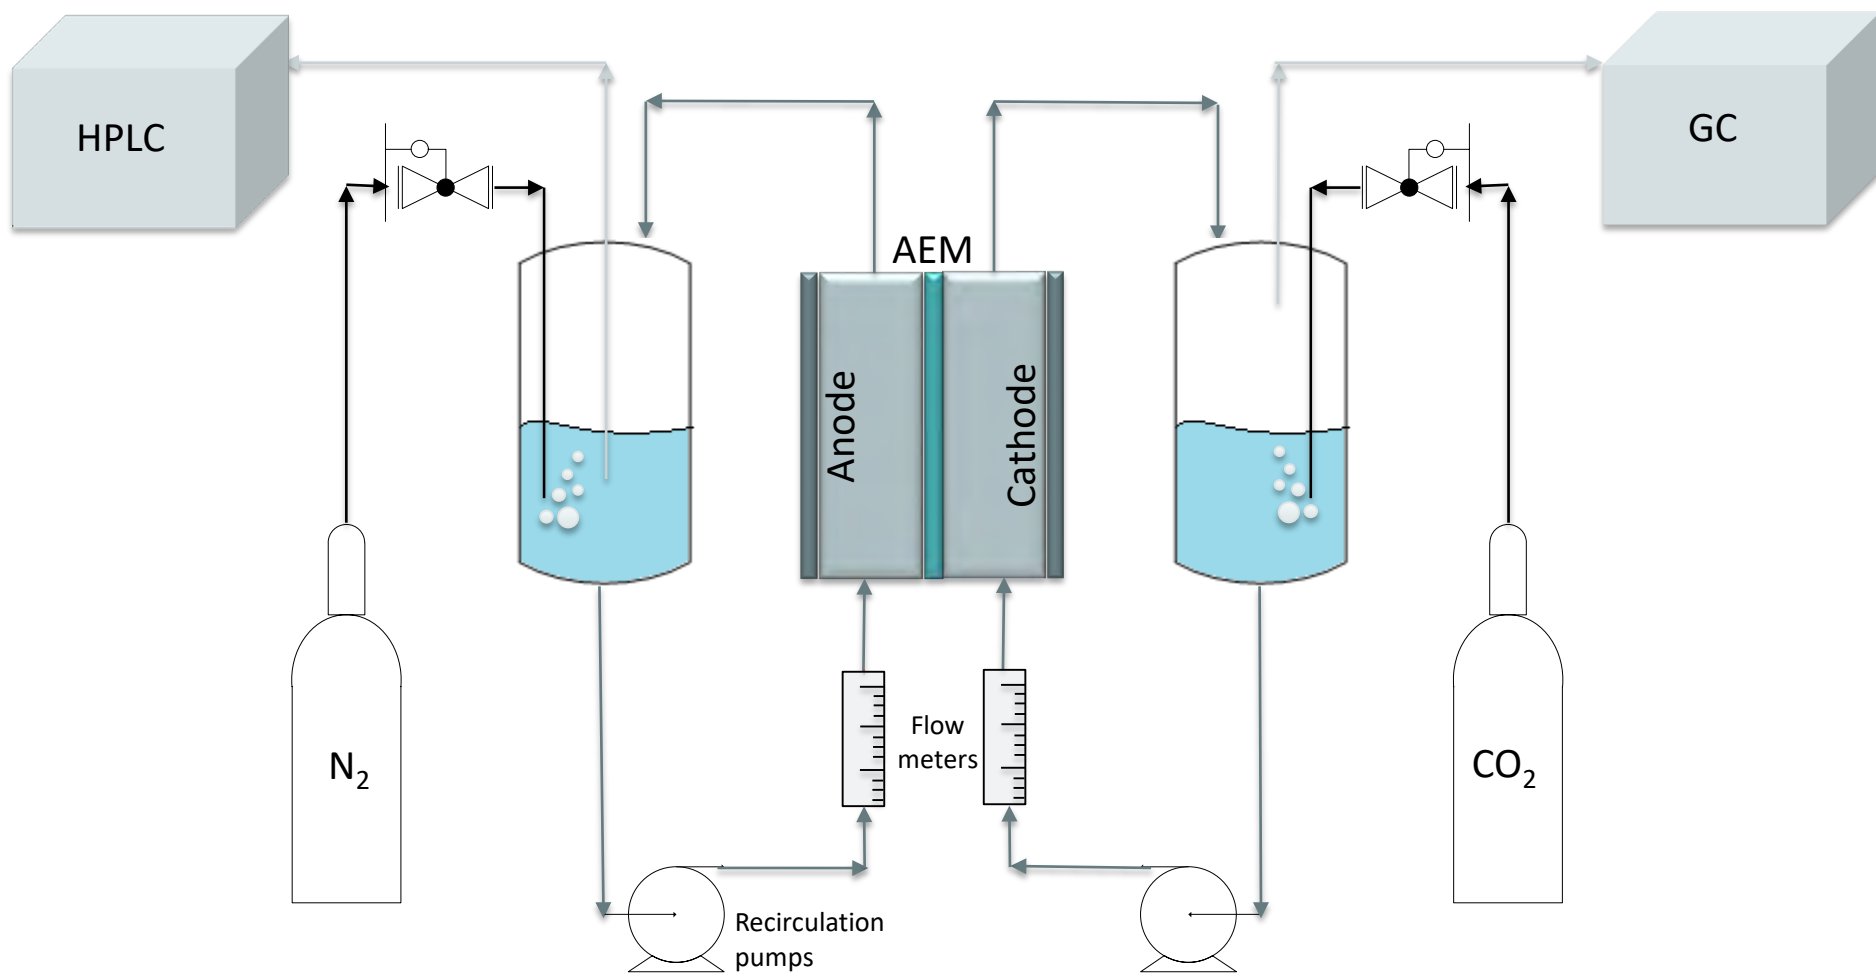 HPLC
GC
AEM
Anode
Cathode
Flow
meters
N₂
CO₂
Recirculation
pumps